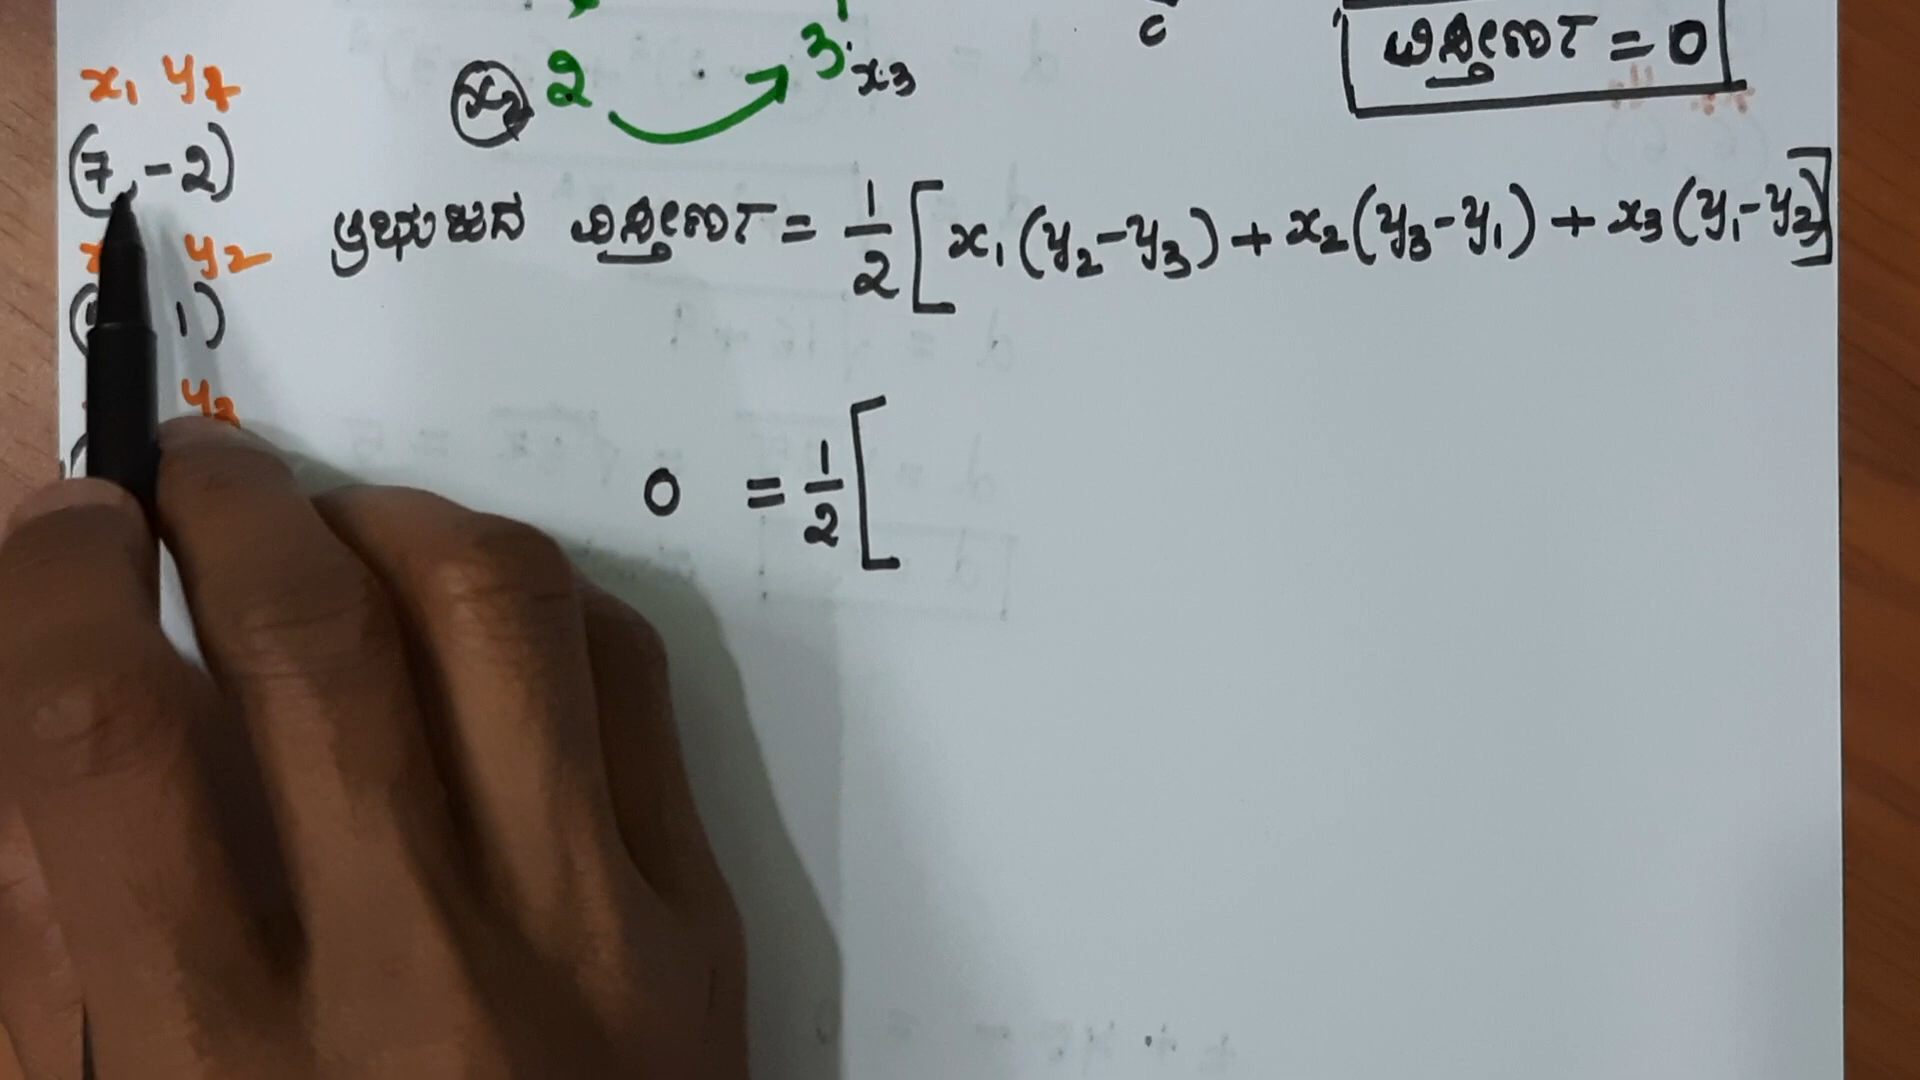 x₁ y₁
(7, -2)
y₂
1)
y₃
x₂ 2 3 x₃
ವಿಸ್ತೀರ್ಣ = 0
ತ್ರಿಭುಜದ ವಿಸ್ತೀರ್ಣ = 1/2 [x₁(y₂-y₃) + x₂(y₃-y₁) + x₃(y₁-y₂)]
0 = 1/2 [